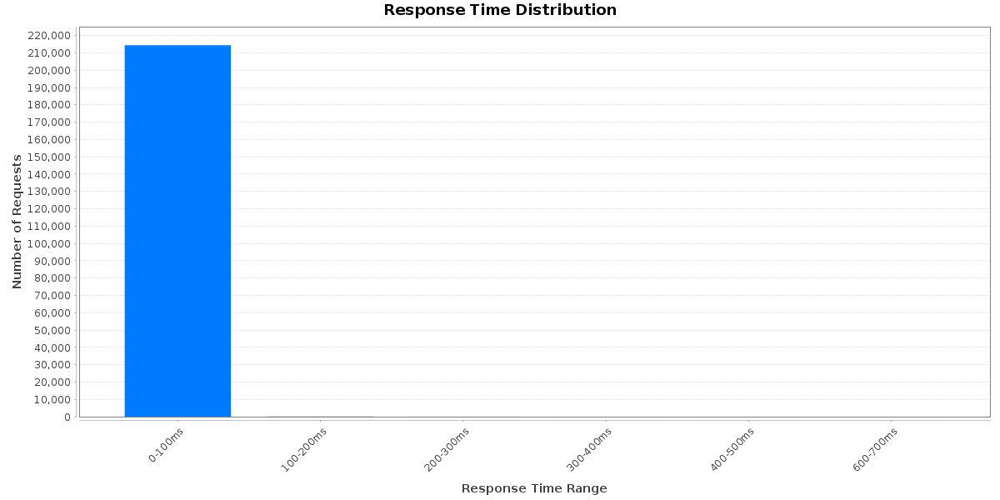 Response Time Distribution
220,000
210,000
200,000
190,000
180,000
170,000
160,000
150,000
140,000
130,000
120,000
110,000
100,000
90,000
80,000
70,000
60,000
50,000
40,000
30,000
20,000
10,000
0
Number of Requests
0-100ms
100-200ms
200-300ms
300-400ms
400-500ms
600-700ms
Response Time Range